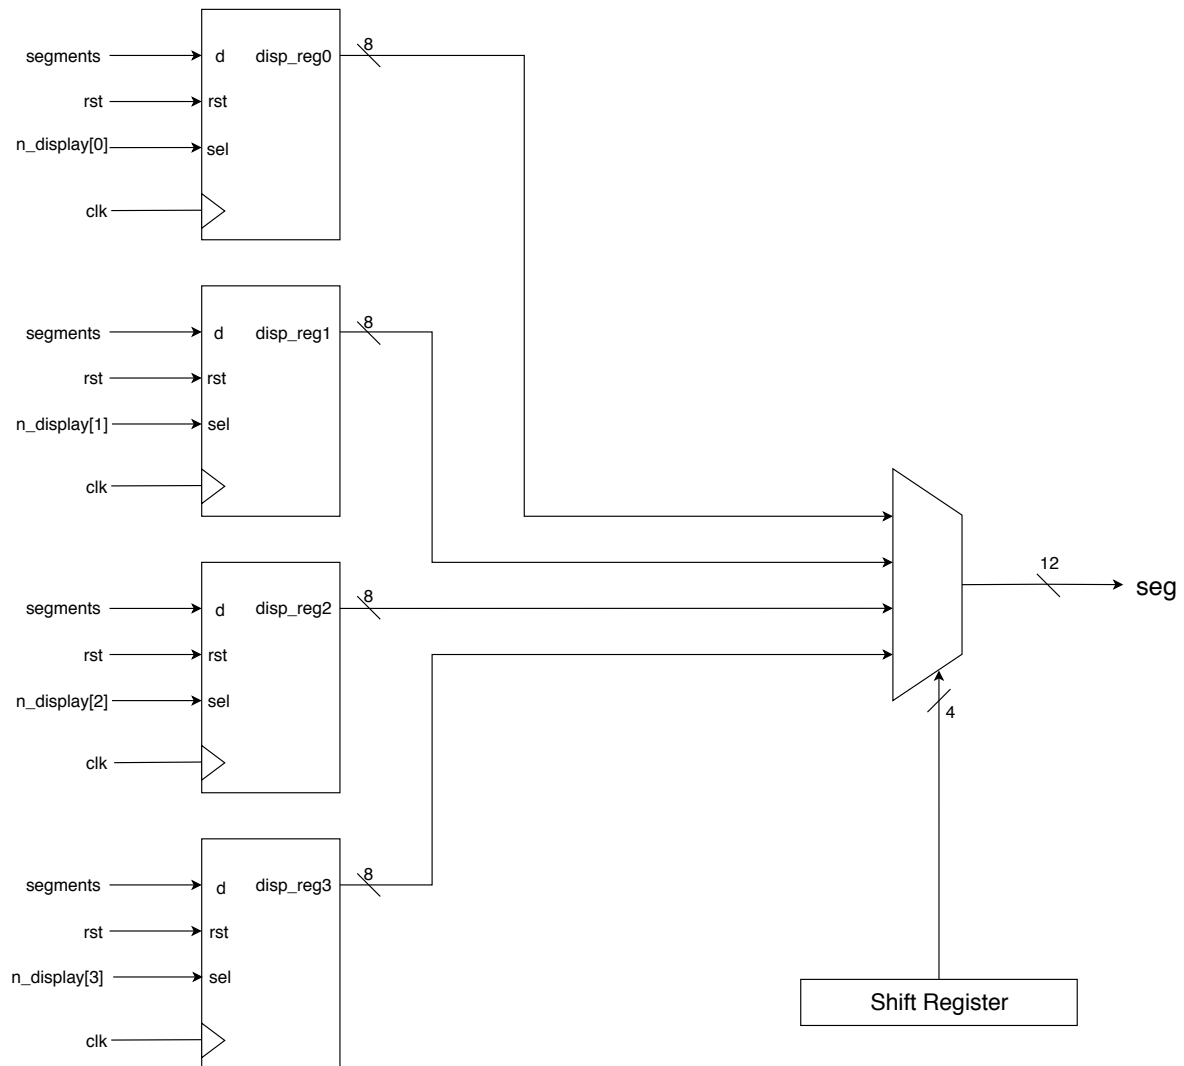 segments
d
disp_reg0
8
rst
rst
n_display[0]
sel
clk
segments
d
disp_reg1
8
rst
rst
n_display[1]
sel
clk
segments
d
disp_reg2
8
rst
rst
n_display[2]
sel
clk
segments
d
disp_reg3
8
rst
rst
n_display[3]
sel
clk
12
seg
4
Shift Register